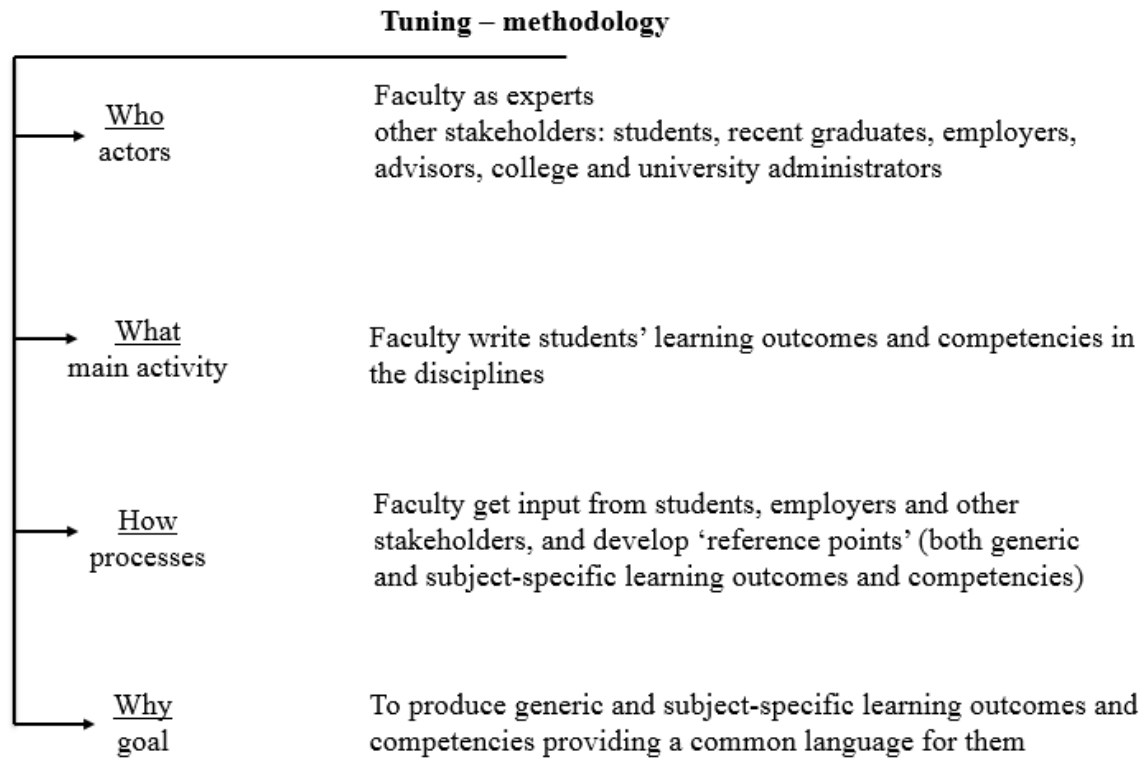 Tuning – methodology
Who
actors
Faculty as experts
other stakeholders: students, recent graduates, employers,
advisors, college and university administrators
What
main activity
Faculty write students’ learning outcomes and competencies in
the disciplines
How
processes
Faculty get input from students, employers and other
stakeholders, and develop ‘reference points’ (both generic
and subject-specific learning outcomes and competencies)
Why
goal
To produce generic and subject-specific learning outcomes and
competencies providing a common language for them